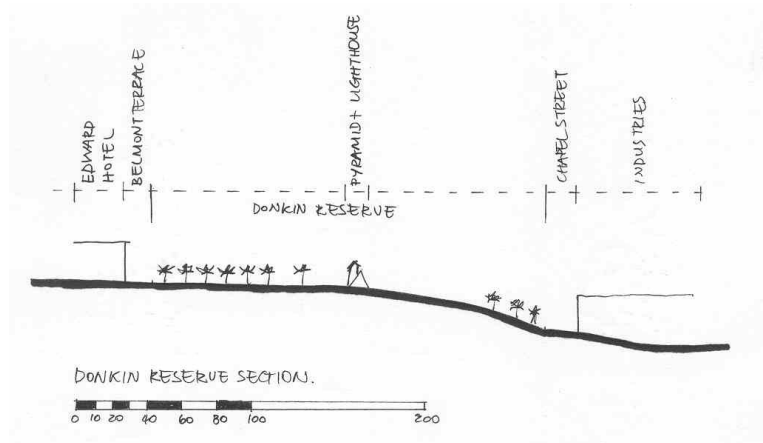 EDWARD
HOTEL
BELMONT TERRACE
PYRAMID + LIGHTHOUSE
CHAPEL STREET
INDUSTRIES
DONKIN RESERVE
DONKIN RESERVE SECTION.
0 10 20 40 60 80 100 200